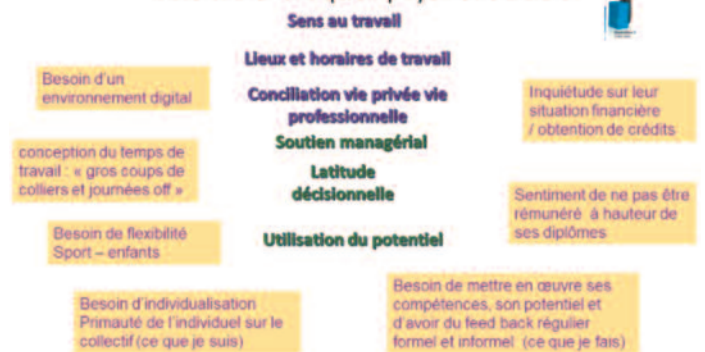 Sens au travail
Lieux et horaires de travail
Besoin d'un
environnement digital
Conciliation vie privée vie
professionnelle
Inquiétude sur leur
situation financière
/ obtention de crédits
Soutien managérial
conception du temps de
travail : « gros coups de
colliers et journées off »
Latitude
décisionnelle
Sentiment de ne pas être
rémunéré à hauteur de
ses diplômes
Besoin de flexibilité
Sport – enfants
Utilisation du potentiel
Besoin d'individualisation
Primauté de l'individuel sur le
collectif (ce que je suis)
Besoin de mettre en œuvre ses
compétences, son potentiel et
d'avoir du feed back régulier
formel et informel (ce que je fais)